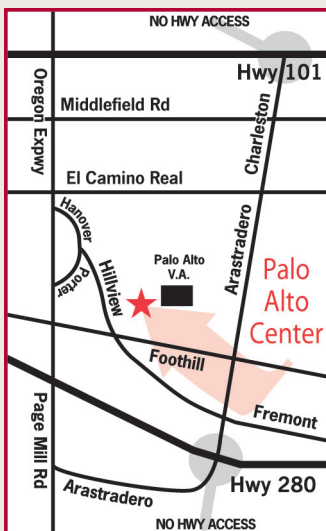 NO HWY ACCESS
Hwy 101
Oregon Expwy
Middlefield Rd
Charleston
El Camino Real
Hanover
Porter
Hillview
Palo Alto
V.A.
Arastradero
Palo
Alto
Center
Foothill
Fremont
Page Mill Rd
Hwy 280
Arastradero
NO HWY ACCESS